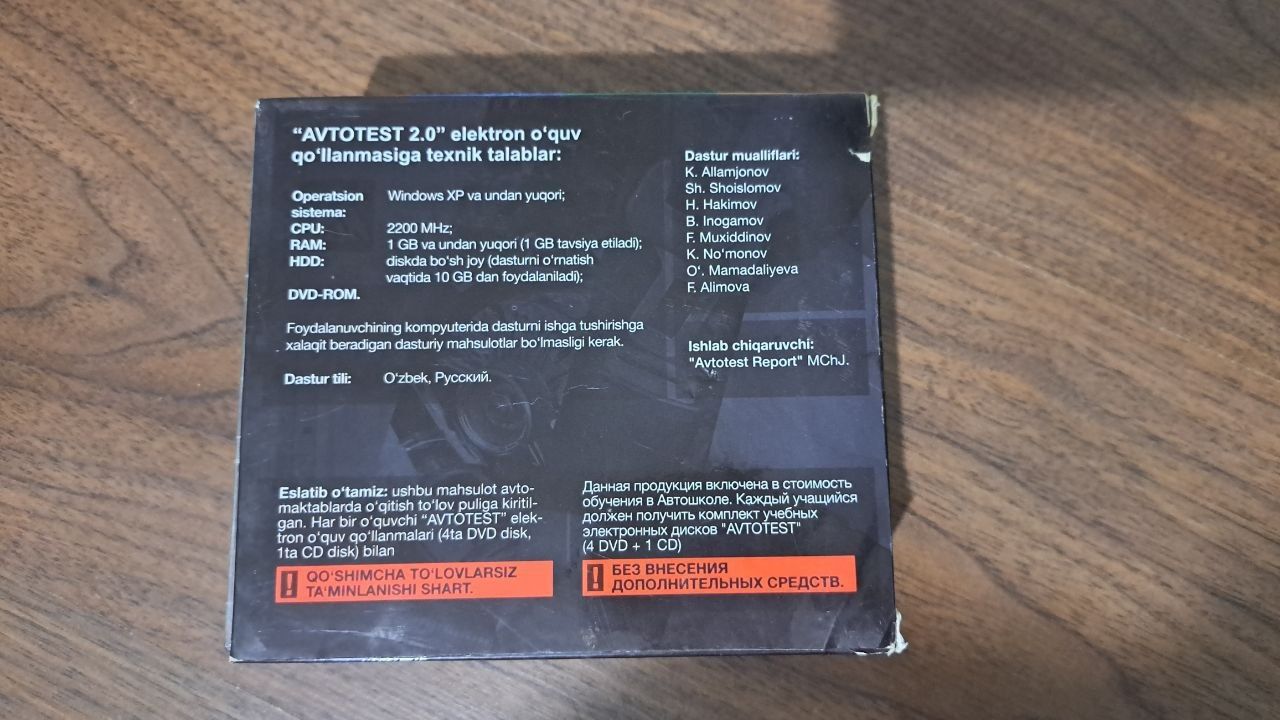 “AVTOTEST 2.0” elektron o‘quv
qo‘llanmasiga texnik talablar:
Operatsion sistema: Windows XP va undan yuqori;
CPU: 2200 MHz;
RAM: 1 GB va undan yuqori (1 GB tavsiya etiladi);
HDD: diskda bo‘sh joy (dasturni o‘rnatish
vaqtida 10 GB dan foydalaniladi);
DVD-ROM.
Foydalanuvchining kompyuterida dasturni ishga tushirishga
xalaqit beradigan dasturiy mahsulotlar bo‘lmasligi kerak.
Dastur tili: O‘zbek, Русский.
Dastur mualliflari:
K. Allamjonov
Sh. Shoislomov
H. Hakimov
B. Inogamov
F. Muxiddinov
K. No‘monov
O‘. Mamadaliyeva
F. Alimova
Ishlab chiqaruvchi:
"Avtotest Report" MChJ.
Eslatib o‘tamiz: ushbu mahsulot avto-
maktablarda o‘qitish to‘lov puliga kiritil-
gan. Har bir o‘quvchi “AVTOTEST” elek-
tron o‘quv qo‘llanmalari (4ta DVD disk,
1ta CD disk) bilan
QO‘SHIMCHA TO‘LOVLARSIZ
TA‘MINLANISHI SHART.
Данная продукция включена в стоимость
обучения в Автошколе. Каждый учащийся
должен получить комплект учебных
электронных дисков "AVTOTEST"
(4 DVD + 1 CD)
БЕЗ ВНЕСЕНИЯ
ДОПОЛНИТЕЛЬНЫХ СРЕДСТВ.